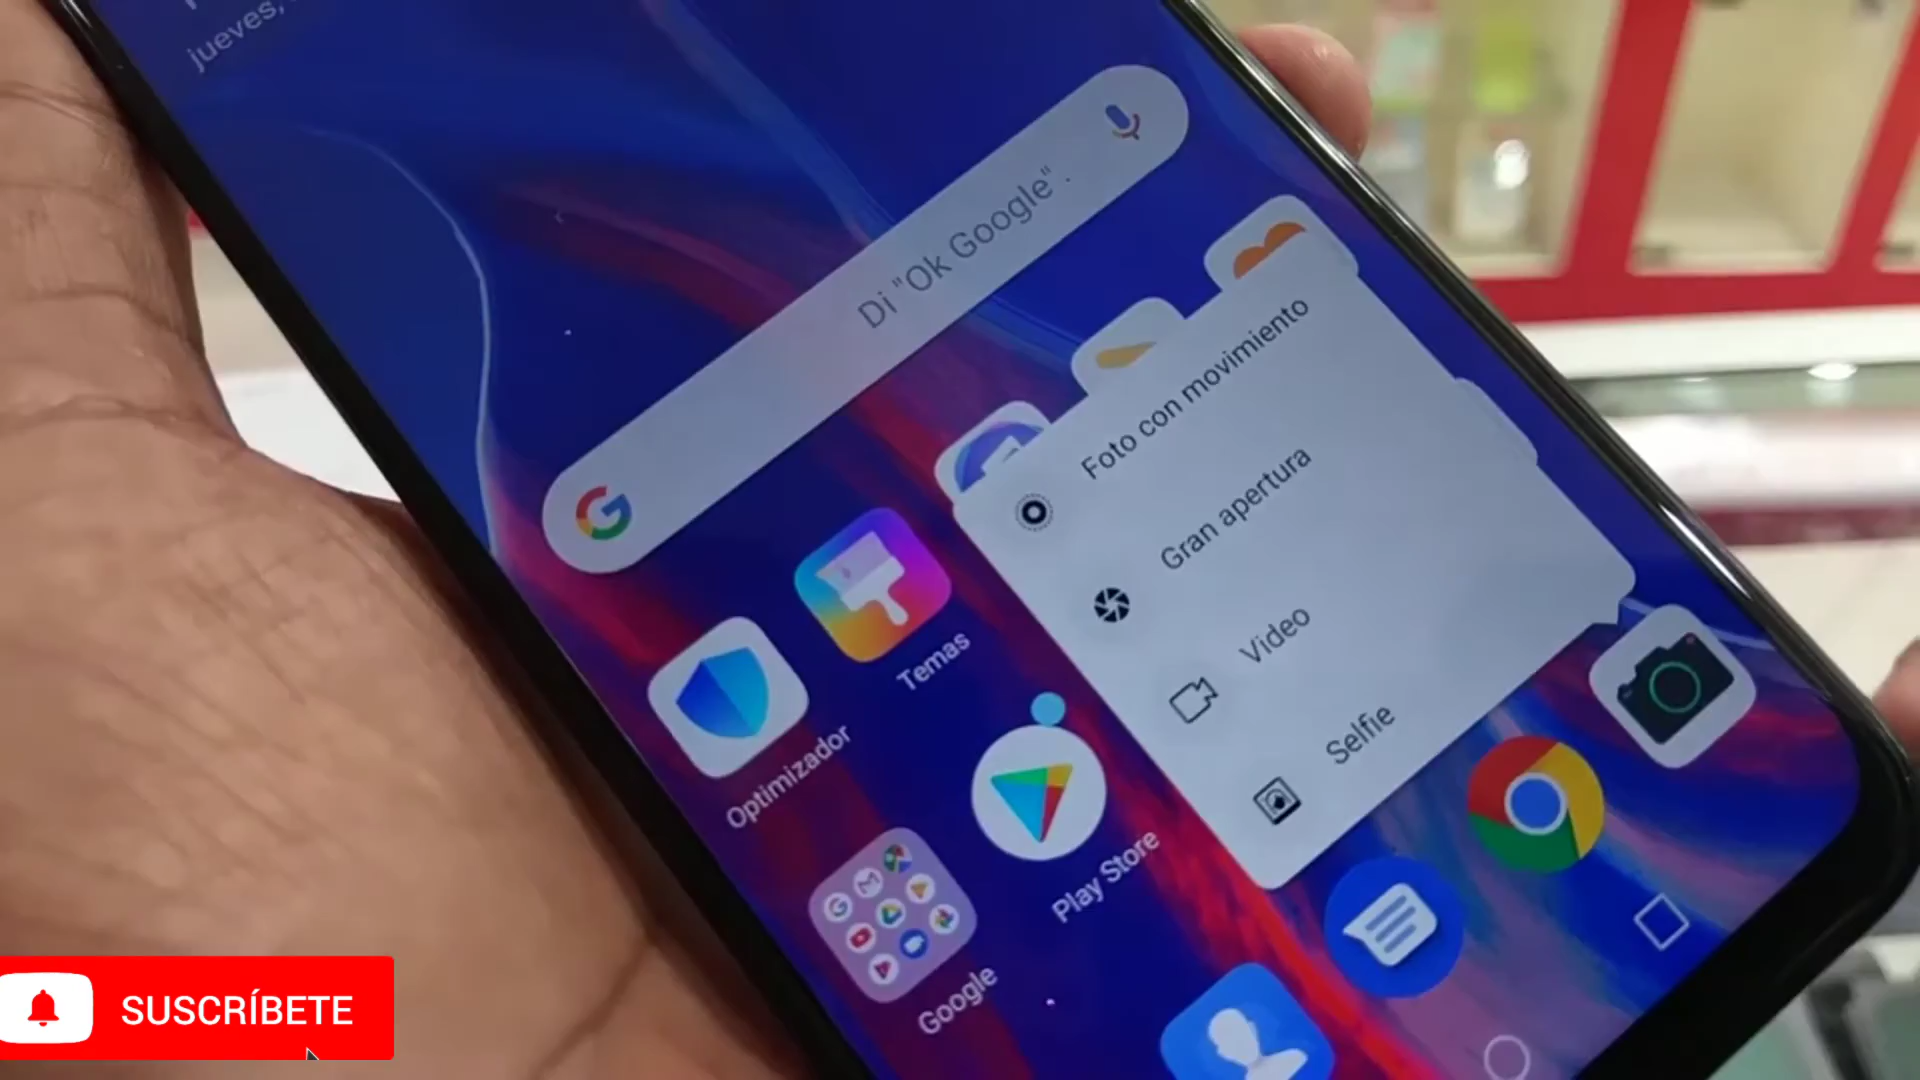 jueves,
Di "Ok Google".
Foto con movimiento
Gran apertura
Video
Selfie
Temas
Optimizador
Play Store
Google
SUSCRÍBETE